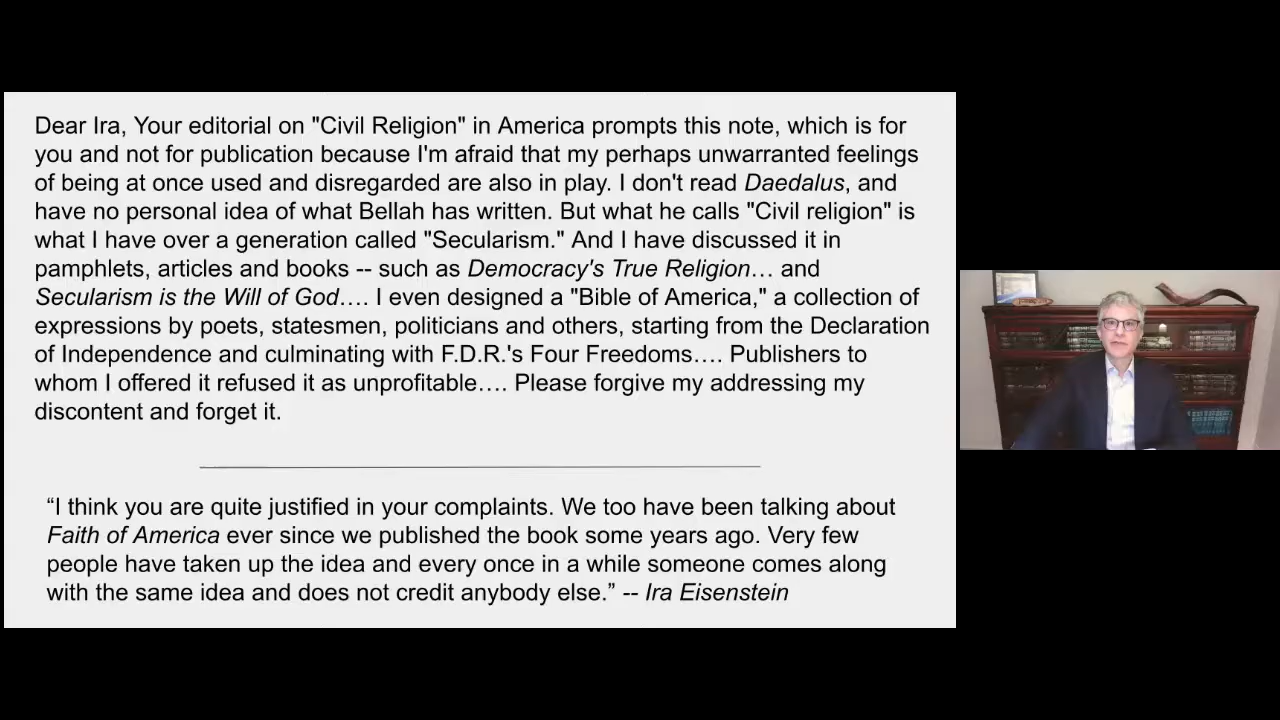 Dear Ira, Your editorial on "Civil Religion" in America prompts this note, which is for
you and not for publication because I'm afraid that my perhaps unwarranted feelings
of being at once used and disregarded are also in play. I don't read Daedalus, and
have no personal idea of what Bellah has written. But what he calls "Civil religion" is
what I have over a generation called "Secularism." And I have discussed it in
pamphlets, articles and books -- such as Democracy's True Religion… and
Secularism is the Will of God…. I even designed a "Bible of America," a collection of
expressions by poets, statesmen, politicians and others, starting from the Declaration
of Independence and culminating with F.D.R.'s Four Freedoms…. Publishers to
whom I offered it refused it as unprofitable…. Please forgive my addressing my
discontent and forget it.
“I think you are quite justified in your complaints. We too have been talking about
Faith of America ever since we published the book some years ago. Very few
people have taken up the idea and every once in a while someone comes along
with the same idea and does not credit anybody else.” -- Ira Eisenstein